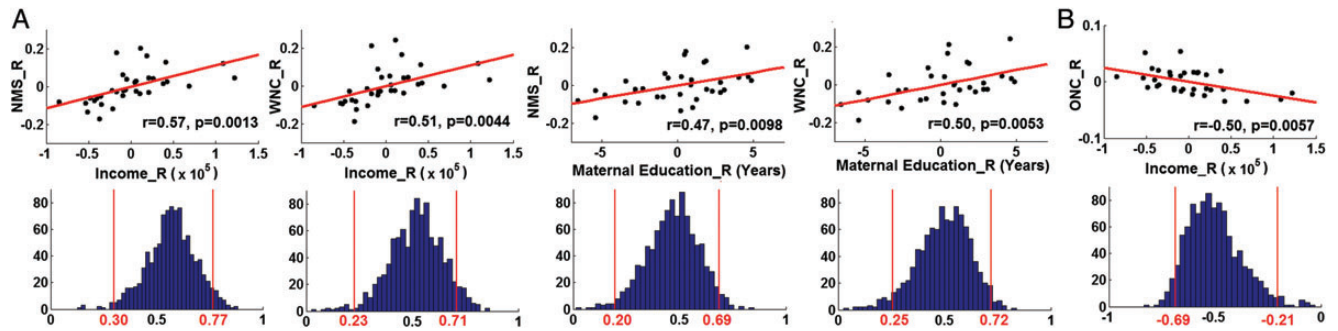 A
B
NMS_R
0.2
0
-0.2
r=0.57, p=0.0013
-1 -0.5 0 0.5 1 1.5
Income_R ( x 10⁵)
WNC_R
0.2
0
-0.2
r=0.51, p=0.0044
-1 -0.5 0 0.5 1 1.5
Income_R ( x 10⁵)
NMS_R
0.2
0
-0.2
r=0.47, p=0.0098
-5 0 5
Maternal Education_R (Years)
WNC_R
0.2
0
-0.2
r=0.50, p=0.0053
-5 0 5
Maternal Education_R (Years)
ONC_R
0.1
0
-0.1
r=-0.50, p=0.0057
-1 -0.5 0 0.5 1 1.5
Income_R ( x 10⁵)
80
60
40
20
0
0 0.30 0.5 0.77 1
80
60
40
20
0
0 0.23 0.5 0.71 1
80
60
40
20
0
0 0.20 0.5 0.69 1
80
60
40
20
0
0 0.25 0.5 0.72 1
80
60
40
20
0
-1 -0.69 -0.5 -0.21 0